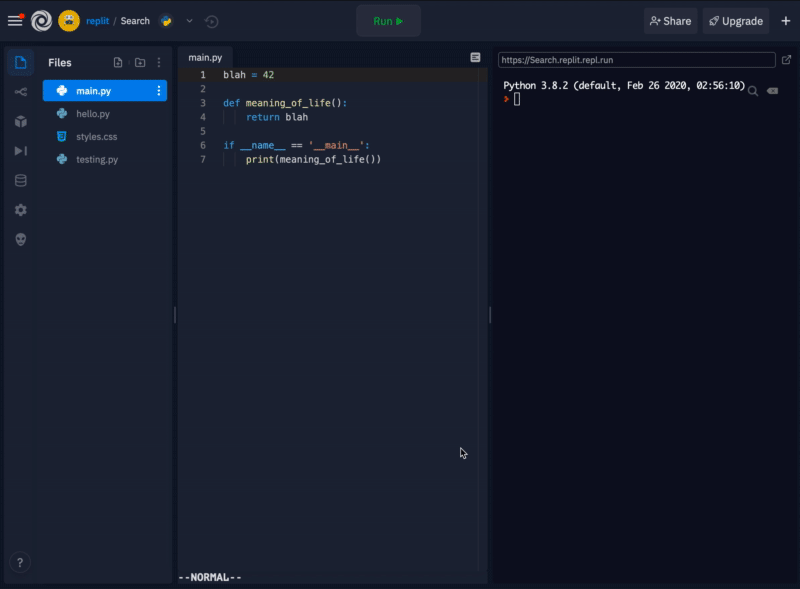 replit / Search
Run
Share
Upgrade
Files
main.py
hello.py
styles.css
testing.py
?
main.py
1 blah = 42
2
3 def meaning_of_life():
4     return blah
5
6 if __name__ == '__main__':
7     print(meaning_of_life())
--NORMAL--
https://Search.replit.repl.run
Python 3.8.2 (default, Feb 26 2020, 02:56:10)
>